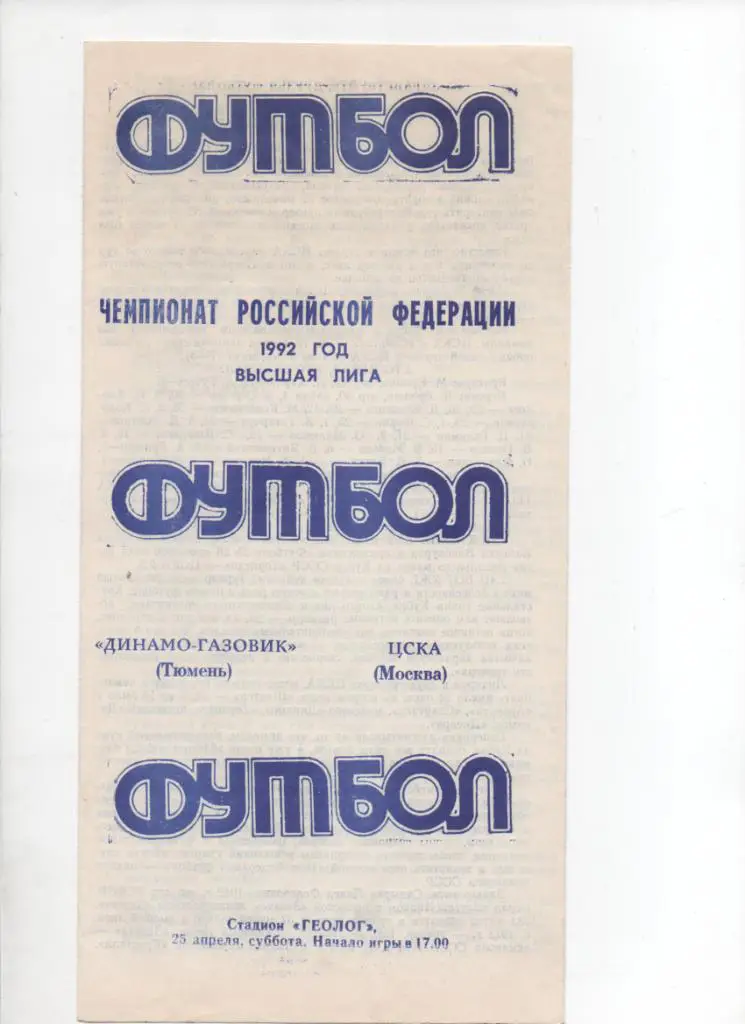 ФУТБОЛ
ЧЕМПИОНАТ РОССИЙСКОЙ ФЕДЕРАЦИИ
1992 ГОД
ВЫСШАЯ ЛИГА
ФУТБОЛ
«ДИНАМО-ГАЗОВИК» ЦСКА
(Тюмень) (Москва)
ФУТБОЛ
Стадион «ГЕОЛОГ»,
25 апреля, суббота. Начало игры в 17.00